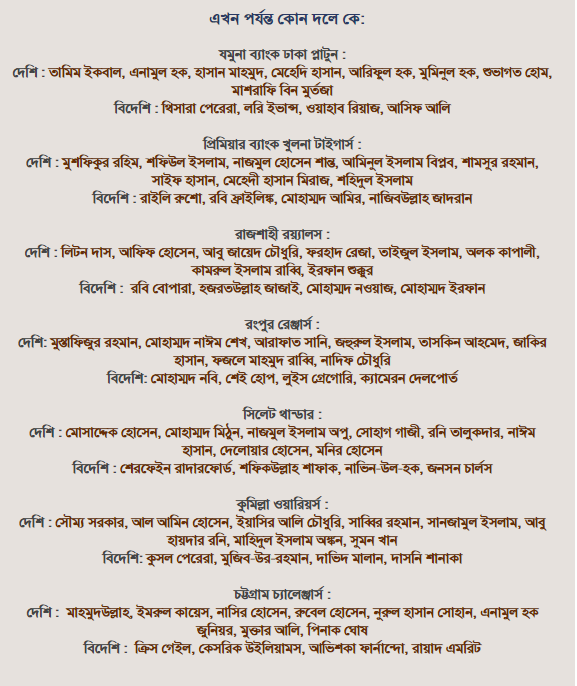 এখন পর্যন্ত কোন দলে কে:
যমুনা ব্যাংক ঢাকা প্লাটুন :
দেশি : তামিম ইকবাল, এনামুল হক, হাসান মাহমুদ, মেহেদি হাসান, আরিফুল হক, মুমিনুল হক, শুভাগত হোম,
মাশরাফি বিন মুর্তজা
বিদেশি : থিসারা পেরেরা, লরি ইভান্স, ওয়াহাব রিয়াজ, আসিফ আলি
প্রিমিয়ার ব্যাংক খুলনা টাইগার্স :
দেশি : মুশফিকুর রহিম, শফিউল ইসলাম, নাজমুল হোসেন শান্ত, আমিনুল ইসলাম বিপ্লব, শামসুর রহমান,
সাইফ হাসান, মেহেদী হাসান মিরাজ, শহিদুল ইসলাম
বিদেশি : রাইলি রুশো, রবি ফ্রাইলিঙ্ক, মোহাম্মদ আমির, নাজিবউল্লাহ জাদরান
রাজশাহী রয়্যালস :
দেশি : লিটন দাস, আফিফ হোসেন, আবু জায়েদ চৌধুরি, ফরহাদ রেজা, তাইজুল ইসলাম, অলক কাপালী,
কামরুল ইসলাম রাব্বি, ইরফান শুক্কুর
বিদেশি : রবি বোপারা, হজরতউল্লাহ জাজাই, মোহাম্মদ নওয়াজ, মোহাম্মদ ইরফান
রংপুর রেঞ্জার্স :
দেশি: মুস্তাফিজুর রহমান, মোহাম্মদ নাঈম শেখ, আরাফাত সানি, জহুরুল ইসলাম, তাসকিন আহমেদ, জাকির
হাসান, ফজলে মাহমুদ রাব্বি, নাদিফ চৌধুরি
বিদেশি: মোহাম্মদ নবি, শেই হোপ, লুইস গ্রেগোরি, ক্যামেরন দেলপোর্ত
সিলেট থান্ডার :
দেশি : মোসাদ্দেক হোসেন, মোহাম্মদ মিঠুন, নাজমুল ইসলাম অপু, সোহাগ গাজী, রনি তালুকদার, নাঈম
হাসান, দেলোয়ার হোসেন, মনির হোসেন
বিদেশি : শেরফেইন রাদারফোর্ড, শফিকউল্লাহ শাফাক, নাভিন-উল-হক, জনসন চার্লস
কুমিল্লা ওয়ারিয়র্স :
দেশি : সৌম্য সরকার, আল আমিন হোসেন, ইয়াসির আলি চৌধুরি, সাব্বির রহমান, সানজামুল ইসলাম, আবু
হায়দার রনি, মাহিদুল ইসলাম অঙ্কন, সুমন খান
বিদেশি: কুসল পেরেরা, মুজিব-উর-রহমান, দাভিদ মালান, দাসনি শানাকা
চট্টগ্রাম চ্যালেঞ্জার্স :
দেশি : মাহমুদউল্লাহ, ইমরুল কায়েস, নাসির হোসেন, রুবেল হোসেন, নুরুল হাসান সোহান, এনামুল হক
জুনিয়র, মুক্তার আলি, পিনাক ঘোষ
বিদেশি : ক্রিস গেইল, কেসরিক উইলিয়ামস, আভিশকা ফার্নান্দো, রায়াদ এমরিট